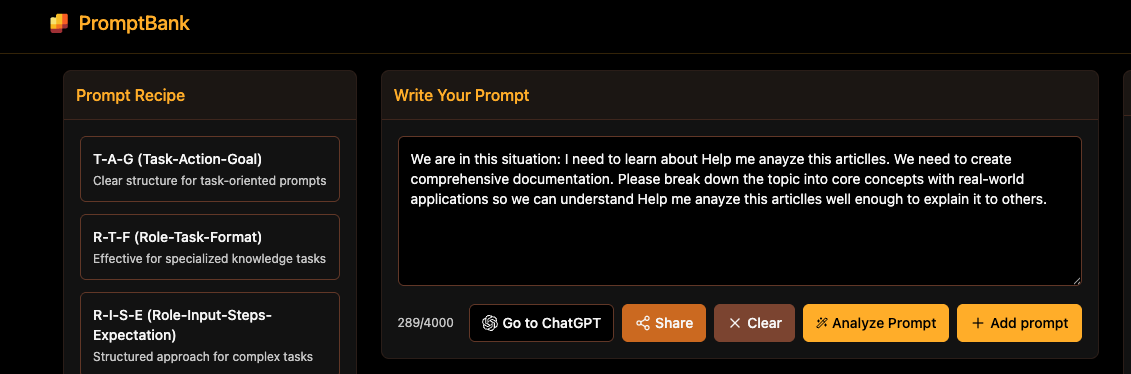 PromptBank
Prompt Recipe
T-A-G (Task-Action-Goal)
Clear structure for task-oriented prompts
R-T-F (Role-Task-Format)
Effective for specialized knowledge tasks
R-I-S-E (Role-Input-Steps-
Expectation)
Structured approach for complex tasks
Write Your Prompt
We are in this situation: I need to learn about Help me anayze this articlles. We need to create
comprehensive documentation. Please break down the topic into core concepts with real-world
applications so we can understand Help me anayze this articlles well enough to explain it to others.
289/4000
Go to ChatGPT
Share
Clear
Analyze Prompt
Add prompt